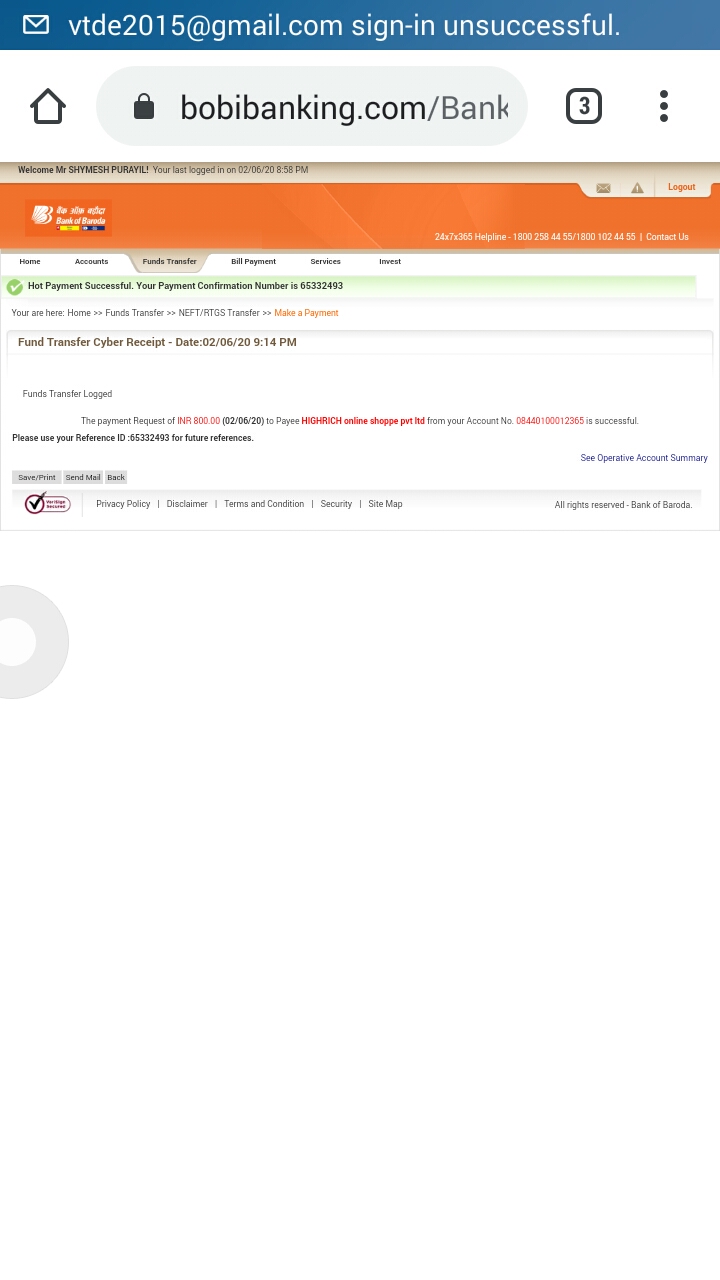 vtde2015@gmail.com sign-in unsuccessful.
bobibanking.com/Bank
3
Welcome Mr SHYMESH PURAYIL! Your last logged in on 02/06/20 8:58 PM
Logout
बैंक ऑफ़ बड़ौदा
Bank of Baroda
24x7x365 Helpline - 1800 258 44 55/1800 102 44 55 | Contact Us
Home Accounts Funds Transfer Bill Payment Services Invest
Hot Payment Successful. Your Payment Confirmation Number is 65332493
You are here: Home >> Funds Transfer >> NEFT/RTGS Transfer >> Make a Payment
Fund Transfer Cyber Receipt - Date:02/06/20 9:14 PM
Funds Transfer Logged
The payment Request of INR 800.00 (02/06/20) to Payee HIGHRICH online shoppe pvt ltd from your Account No. 08440100012365 is successful.
Please use your Reference ID :65332493 for future references.
See Operative Account Summary
Save/Print Send Mail Back
VeriSign Secured
Privacy Policy | Disclaimer | Terms and Condition | Security | Site Map
All rights reserved - Bank of Baroda.